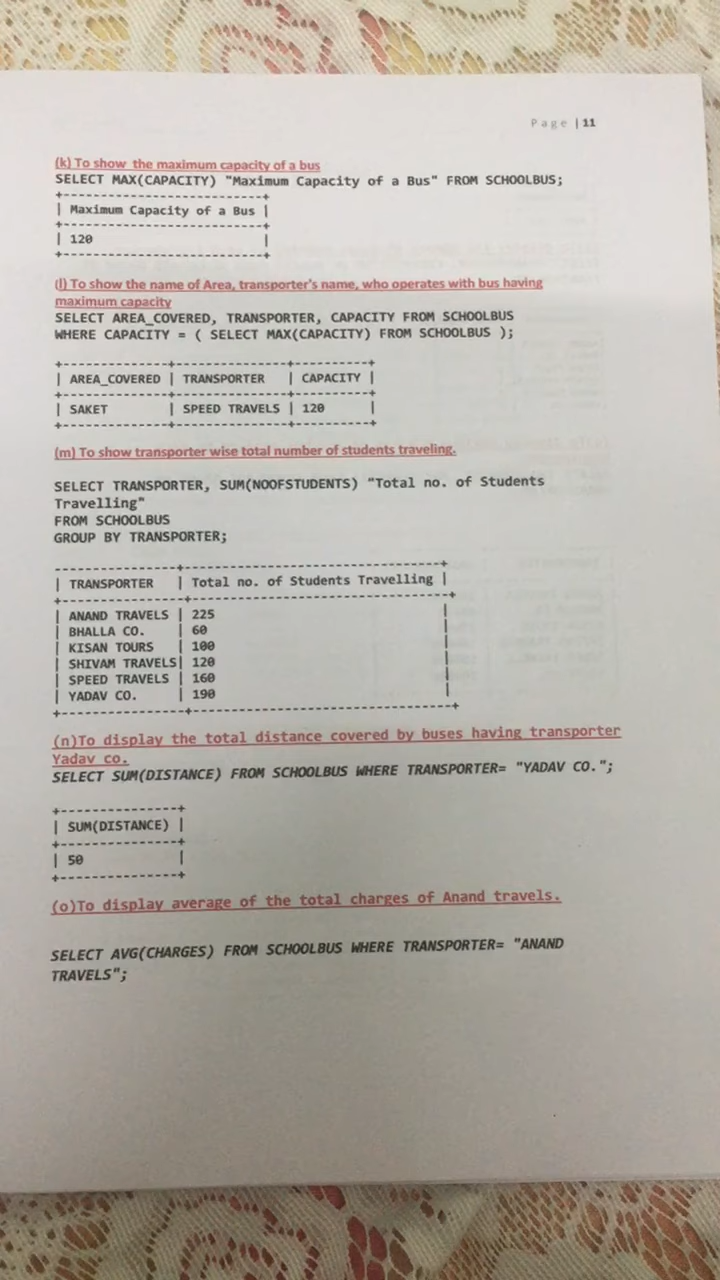 Page | 11
(k) To show the maximum capacity of a bus
SELECT MAX(CAPACITY) "Maximum Capacity of a Bus" FROM SCHOOLBUS;
+--------------------------+
| Maximum Capacity of a Bus |
+--------------------------+
| 120 |
+--------------------------+
(l) To show the name of Area, transporter's name, who operates with bus having
maximum capacity
SELECT AREA_COVERED, TRANSPORTER, CAPACITY FROM SCHOOLBUS
WHERE CAPACITY = ( SELECT MAX(CAPACITY) FROM SCHOOLBUS );
+--------------+--------------+----------+
| AREA_COVERED | TRANSPORTER | CAPACITY |
+--------------+--------------+----------+
| SAKET | SPEED TRAVELS | 120 |
+--------------+--------------+----------+
(m) To show transporter wise total number of students traveling.
SELECT TRANSPORTER, SUM(NOOFSTUDENTS) "Total no. of Students
Travelling"
FROM SCHOOLBUS
GROUP BY TRANSPORTER;
---------------+--------------------------------+
| TRANSPORTER | Total no. of Students Travelling |
+---------------+--------------------------------+
| ANAND TRAVELS | 225 |
| BHALLA CO. | 60 |
| KISAN TOURS | 100 |
| SHIVAM TRAVELS| 120 |
| SPEED TRAVELS | 160 |
| YADAV CO. | 190 |
+---------------+--------------------------------+
(n)To display the total distance covered by buses having transporter
Yadav co.
SELECT SUM(DISTANCE) FROM SCHOOLBUS WHERE TRANSPORTER= "YADAV CO.";
+---------------+
| SUM(DISTANCE) |
+---------------+
| 50 |
+---------------+
(o)To display average of the total charges of Anand travels.
SELECT AVG(CHARGES) FROM SCHOOLBUS WHERE TRANSPORTER= "ANAND
TRAVELS";